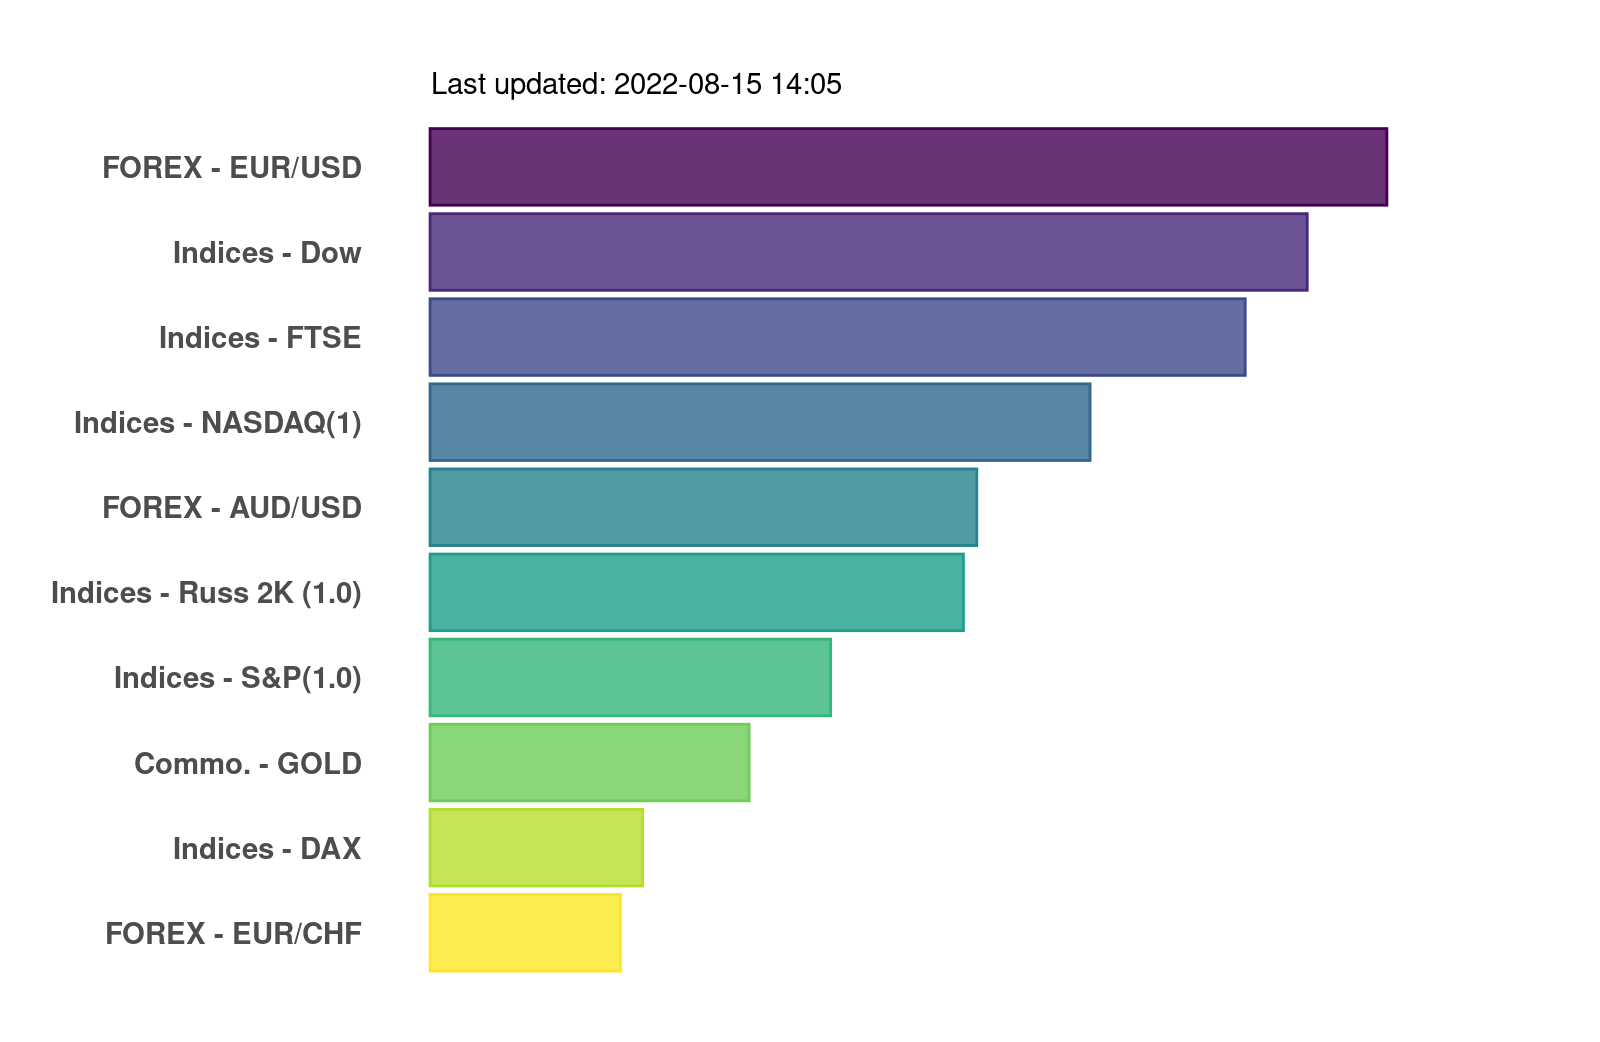 Last updated: 2022-08-15 14:05
FOREX - EUR/USD
Indices - Dow
Indices - FTSE
Indices - NASDAQ(1)
FOREX - AUD/USD
Indices - Russ 2K (1.0)
Indices - S&P(1.0)
Commo. - GOLD
Indices - DAX
FOREX - EUR/CHF